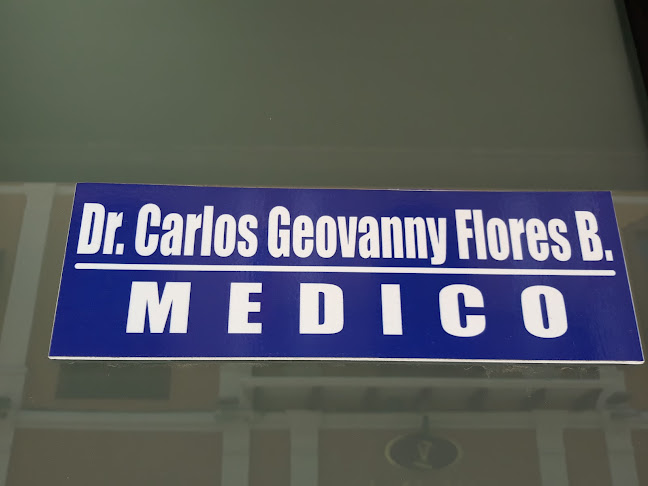 Dr. Carlos Geovanny Flores B.
MEDICO